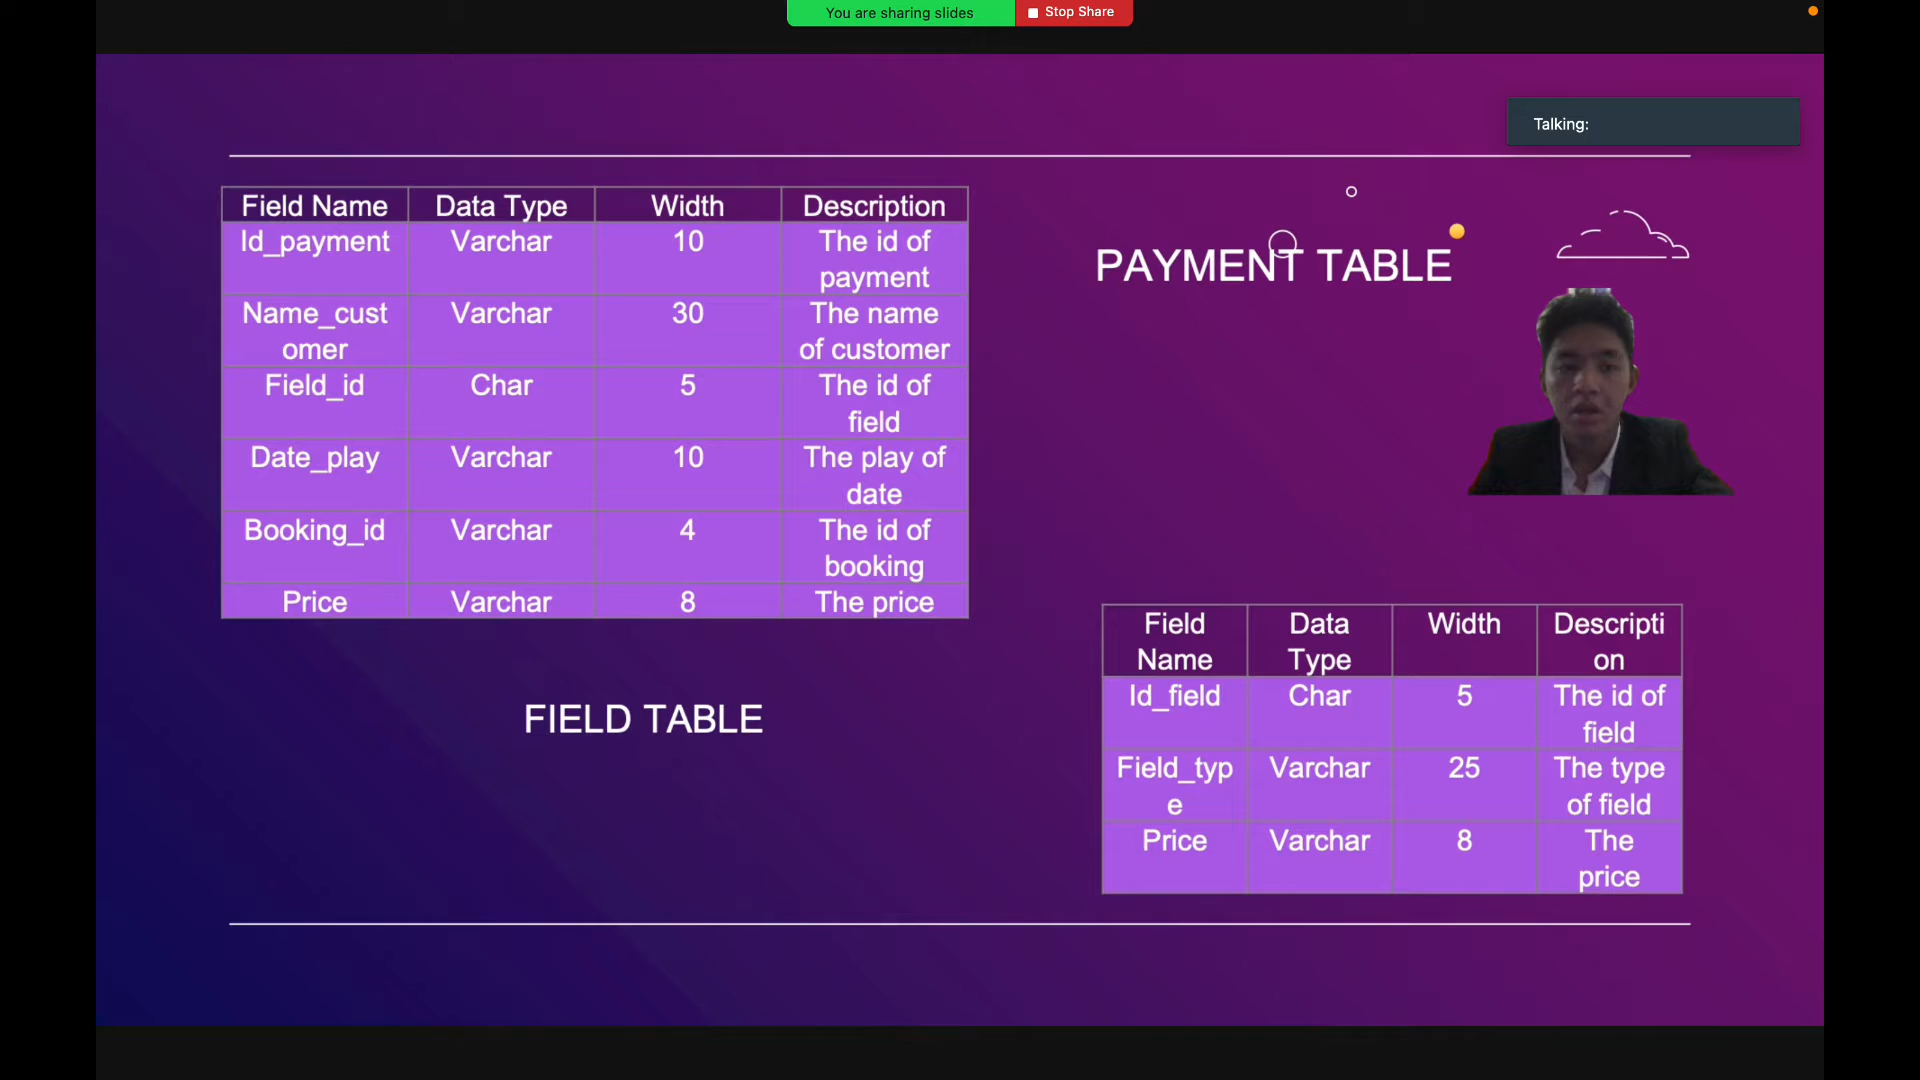 You are sharing slides
Stop Share
Talking:
Field Name Data Type Width Description
Id_payment Varchar 10 The id of
payment
Name_cust Varchar 30 The name
omer of customer
Field_id Char 5 The id of
field
Date_play Varchar 10 The play of
date
Booking_id Varchar 4 The id of
booking
Price Varchar 8 The price
PAYMENT TABLE
FIELD TABLE
Field Data Width Descripti
Name Type on
Id_field Char 5 The id of
field
Field_typ Varchar 25 The type
e of field
Price Varchar 8 The
price